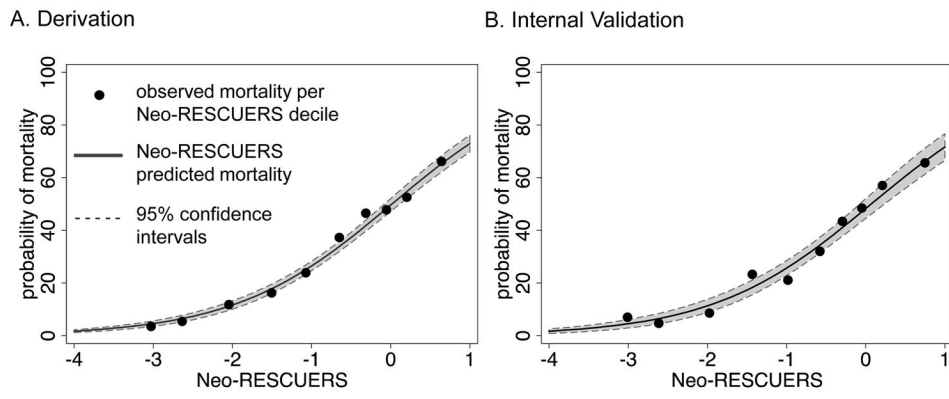 A. Derivation
probability of mortality
100
80
60
40
20
0
observed mortality per
Neo-RESCUERS decile
Neo-RESCUERS
predicted mortality
95% confidence
intervals
-4 -3 -2 -1 0 1
Neo-RESCUERS
B. Internal Validation
probability of mortality
100
80
60
40
20
0
-4 -3 -2 -1 0 1
Neo-RESCUERS